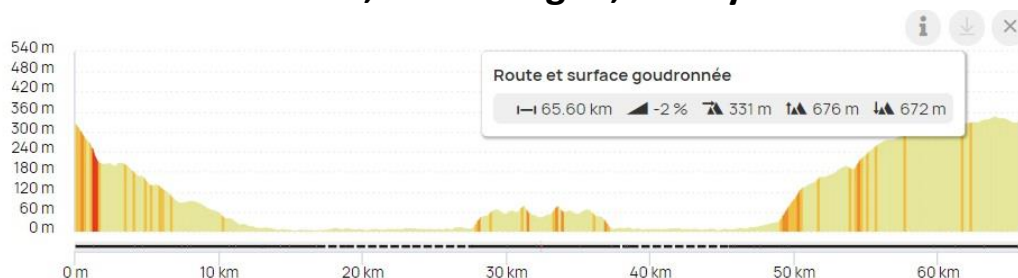 540 m
480 m
420 m
360 m
300 m
240 m
180 m
120 m
60 m
0 m
Route et surface goudronnée
65.60 km -2 % 331 m 676 m 672 m
0 m 10 km 20 km 30 km 40 km 50 km 60 km